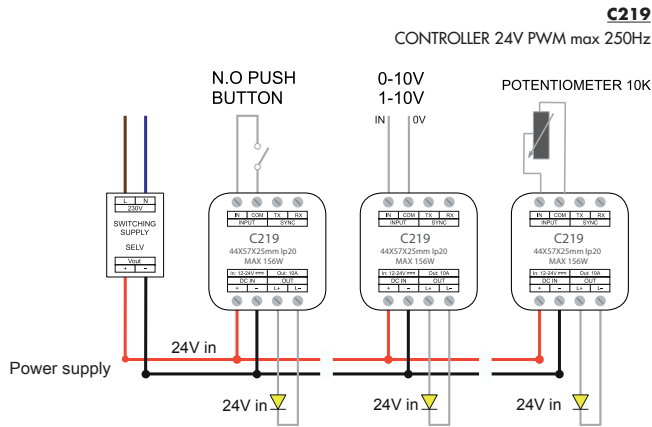 C219
CONTROLLER 24V PWM max 250Hz
N.O PUSH
BUTTON
0-10V
1-10V
IN 0V
POTENTIOMETER 10K
L N
230V
SWITCHING
SUPPLY
SELV
Vout
+ -
IN COM TX RX
INPUT SYNC
C219
44X57X25mm Ip20
MAX 156W
In: 12-24V Out: 10A
DC IN OUT
+ - L+ L-
IN COM TX RX
INPUT SYNC
C219
44X57X25mm Ip20
MAX 156W
In: 12-24V Out: 10A
DC IN OUT
+ - L+ L-
IN COM TX RX
INPUT SYNC
C219
44X57X25mm Ip20
MAX 156W
In: 12-24V Out: 10A
DC IN OUT
+ - L+ L-
24V in
Power supply
24V in
24V in
24V in